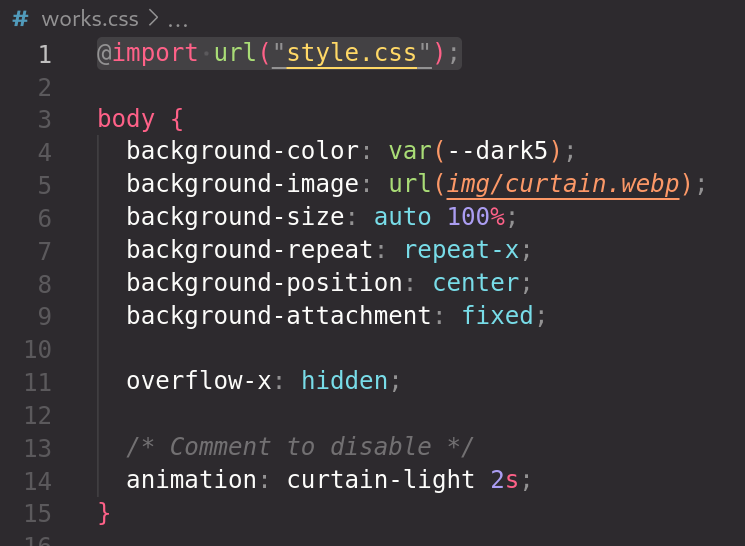 # works.css > ...
1 @import url("style.css");
2
3 body {
4   background-color: var(--dark5);
5   background-image: url(img/curtain.webp);
6   background-size: auto 100%;
7   background-repeat: repeat-x;
8   background-position: center;
9   background-attachment: fixed;
10
11   overflow-x: hidden;
12
13   /* Comment to disable */
14   animation: curtain-light 2s;
15 }
16